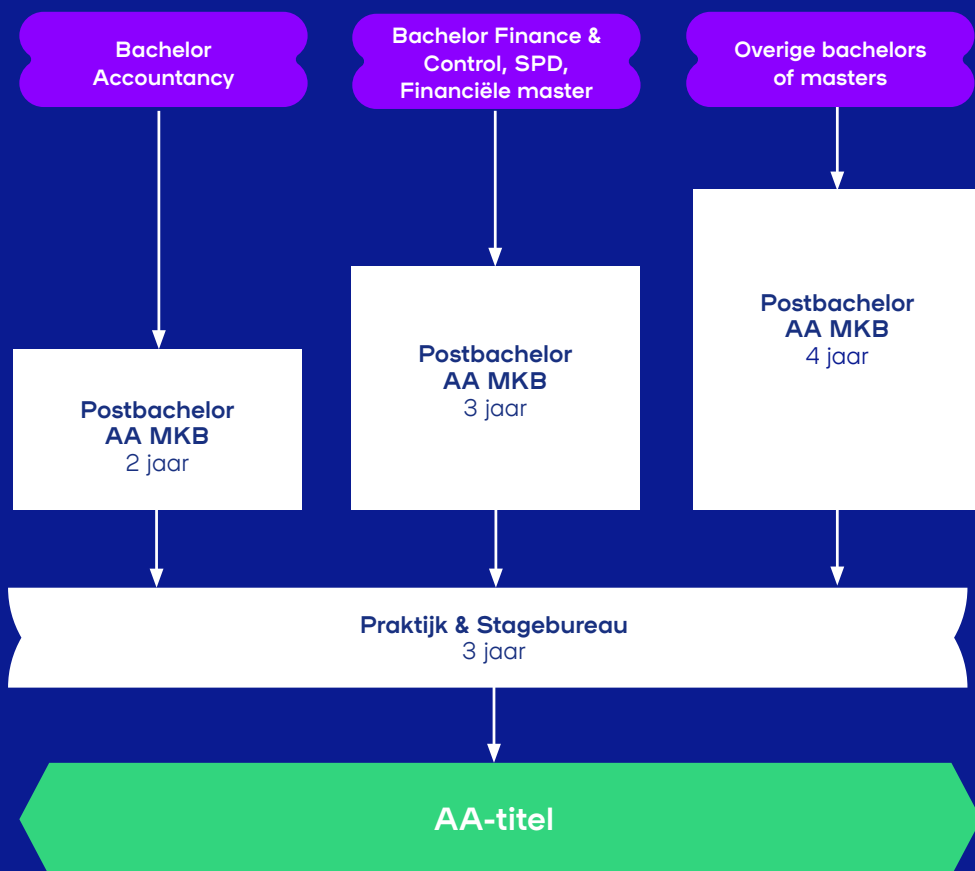 Bachelor
Accountancy
Bachelor Finance &
Control, SPD,
Financiële master
Overige bachelors
of masters
Postbachelor
AA MKB
2 jaar
Postbachelor
AA MKB
3 jaar
Postbachelor
AA MKB
4 jaar
Praktijk & Stagebureau
3 jaar
AA-titel